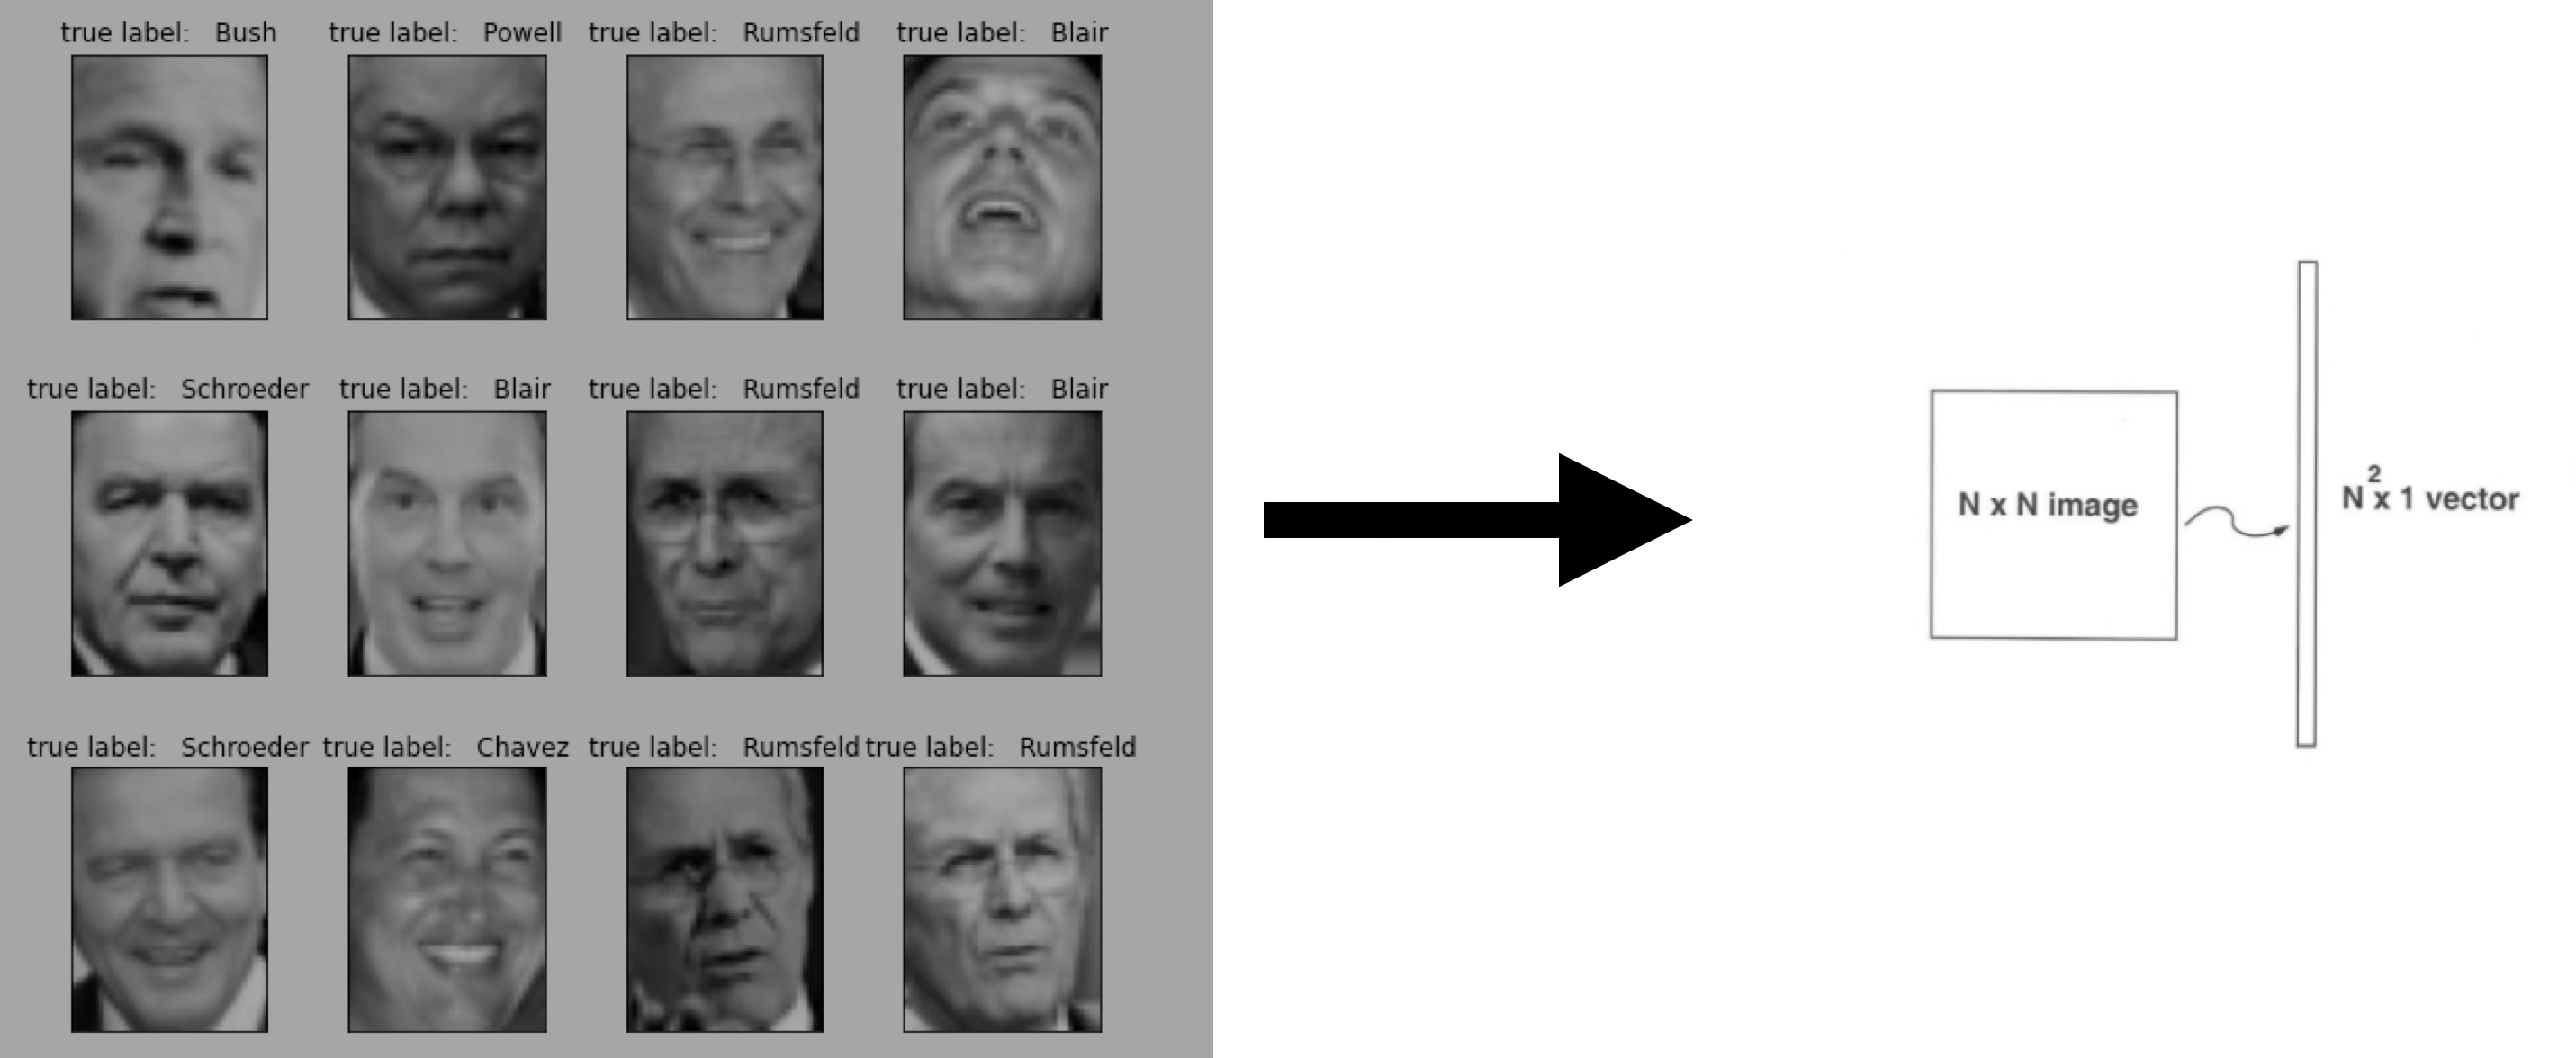 true label: Bush
true label: Powell
true label: Rumsfeld
true label: Blair
true label: Schroeder
true label: Blair
true label: Rumsfeld
true label: Blair
true label: Schroeder
true label: Chavez
true label: Rumsfeld
true label: Rumsfeld
N x N image
N² x 1 vector